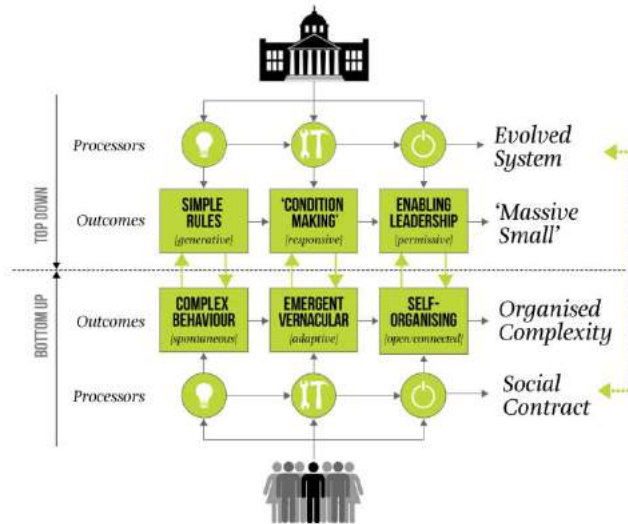 Processors
Evolved
System
TOP DOWN
Outcomes
SIMPLE
RULES
[generative]
'CONDITION
MAKING'
[responsive]
ENABLING
LEADERSHIP
[permissive]
'Massive
Small'
BOTTOM UP
Outcomes
COMPLEX
BEHAVIOUR
[spontaneous]
EMERGENT
VERNACULAR
[adaptive]
SELF-
ORGANISING
[open/connected]
Organised
Complexity
Processors
Social
Contract